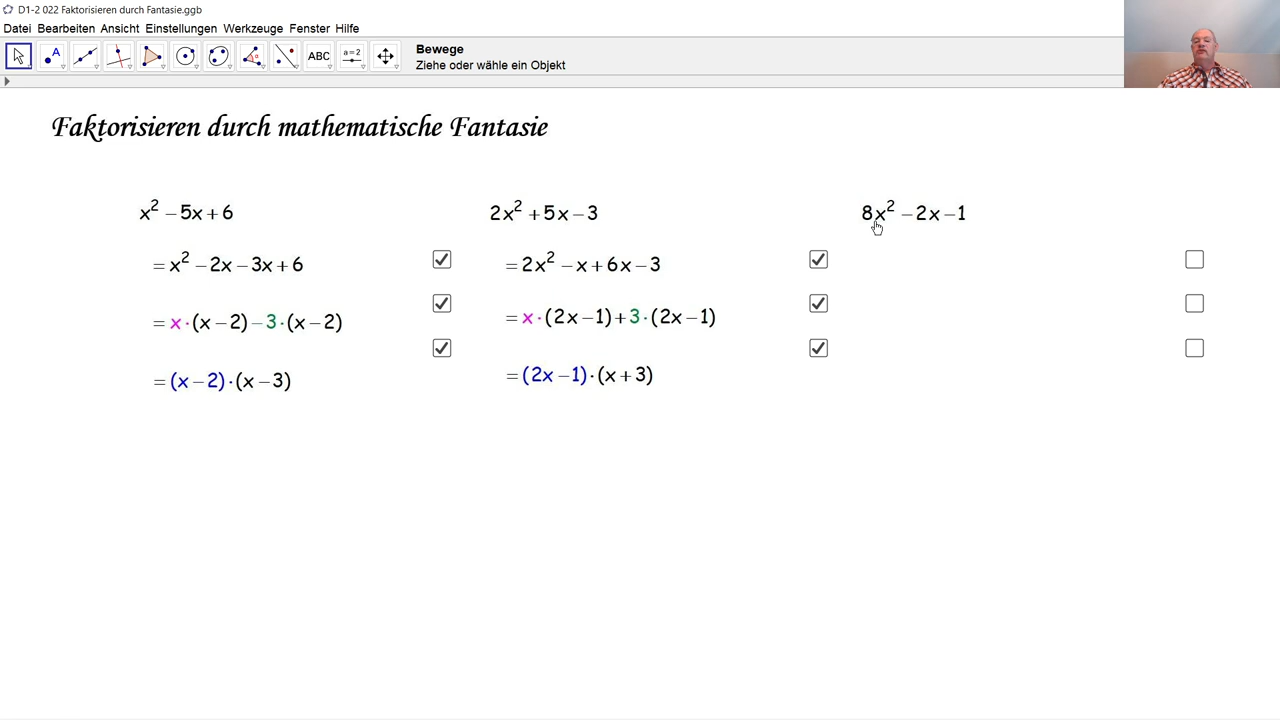 D1-2 022 Faktorisieren durch Fantasie.ggb
Datei Bearbeiten Ansicht Einstellungen Werkzeuge Fenster Hilfe
A
ABC
a=2
Bewege
Ziehe oder wähle ein Objekt
Faktorisieren durch mathematische Fantasie
x² − 5x + 6
= x² − 2x − 3x + 6
= x · (x − 2) − 3 · (x − 2)
= (x − 2) · (x − 3)
2x² + 5x − 3
= 2x² − x + 6x − 3
= x · (2x − 1) + 3 · (2x − 1)
= (2x − 1) · (x + 3)
8x² − 2x − 1